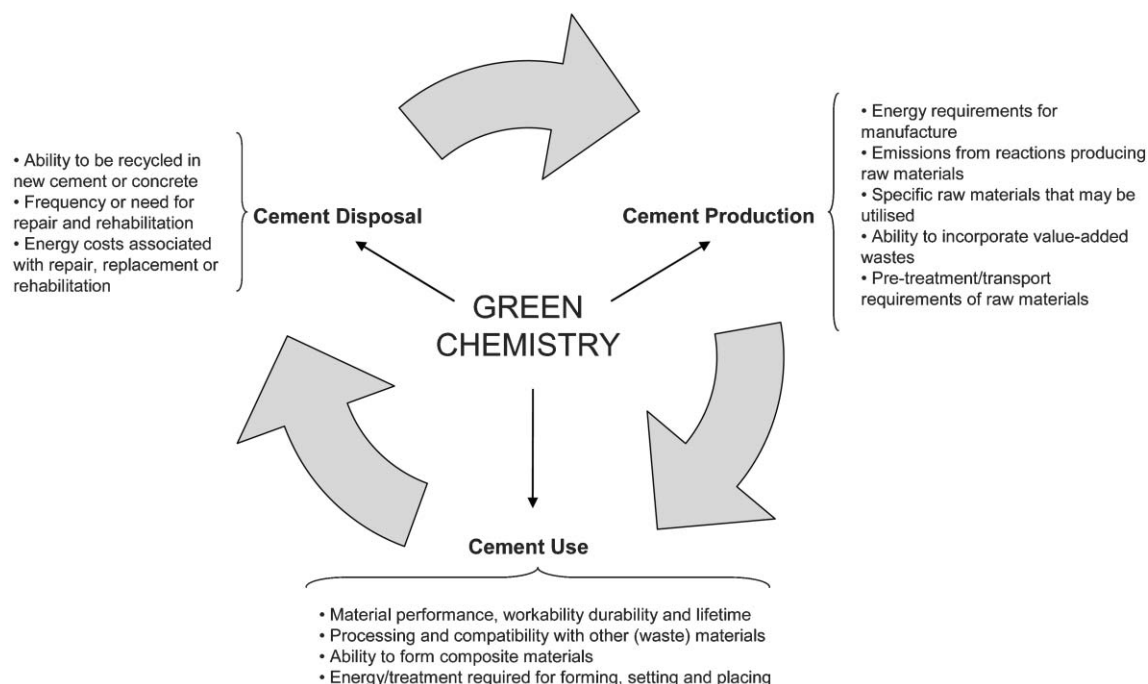 • Ability to be recycled in
new cement or concrete
• Frequency or need for
repair and rehabilitation
• Energy costs associated
with repair, replacement or
rehabilitation
Cement Disposal
Cement Production
• Energy requirements for
manufacture
• Emissions from reactions producing
raw materials
• Specific raw materials that may be
utilised
• Ability to incorporate value-added
wastes
• Pre-treatment/transport
requirements of raw materials
GREEN
CHEMISTRY
Cement Use
• Material performance, workability durability and lifetime
• Processing and compatibility with other (waste) materials
• Ability to form composite materials
• Energy/treatment required for forming, setting and placing